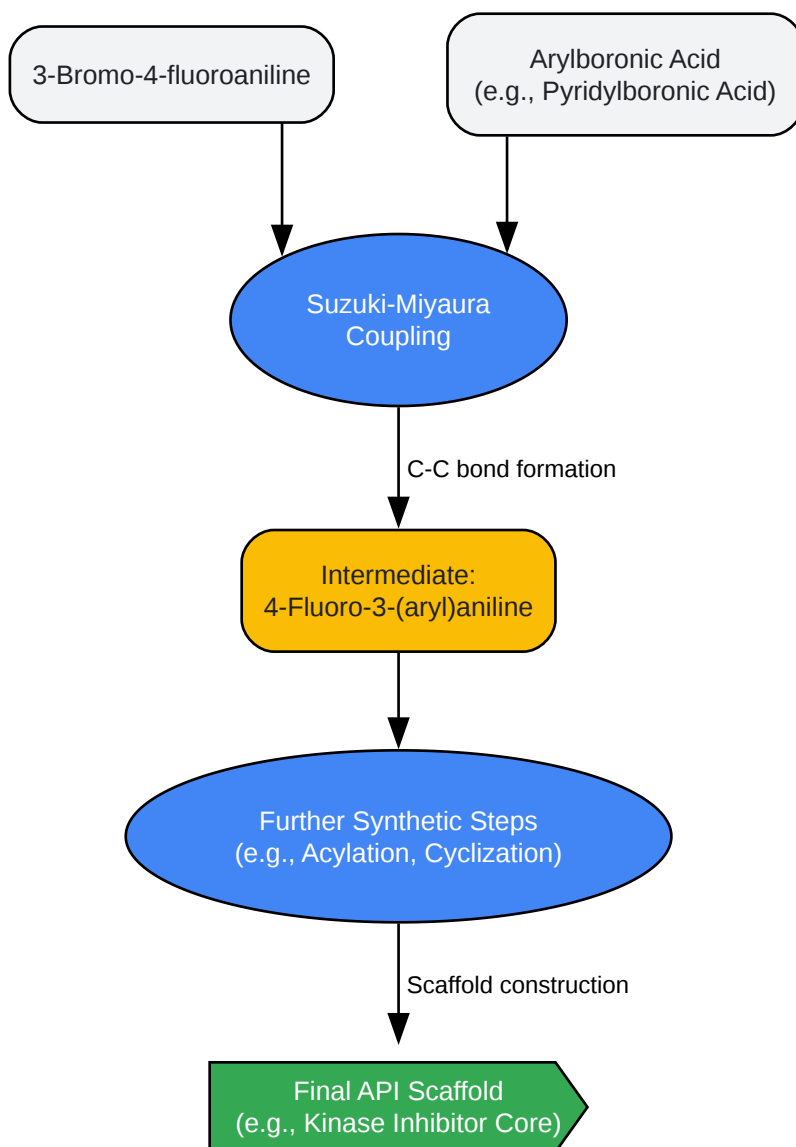 3-Bromo-4-fluoroaniline
Arylboronic Acid
(e.g., Pyridylboronic Acid)
Suzuki-Miyaura
Coupling
C-C bond formation
Intermediate:
4-Fluoro-3-(aryl)aniline
Further Synthetic Steps
(e.g., Acylation, Cyclization)
Scaffold construction
Final API Scaffold
(e.g., Kinase Inhibitor Core)